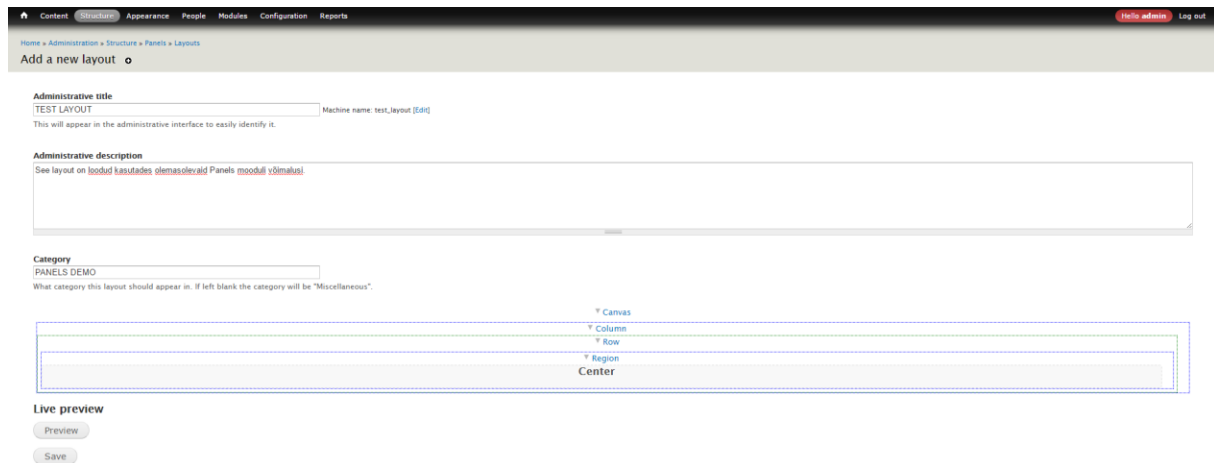 Content Structure Appearance People Modules Configuration Reports Hello admin Log out
Home » Administration » Structure » Panels » Layouts
Add a new layout
Administrative title
TEST LAYOUT Machine name: test_layout [Edit]
This will appear in the administrative interface to easily identify it.
Administrative description
See layout on loodud kasutades olemasolevaid Panels mooduli võimalusi.
Category
PANELS DEMO
What category this layout should appear in. If left blank the category will be "Miscellaneous".
Canvas
Column
Row
Region
Center
Live preview
Preview
Save